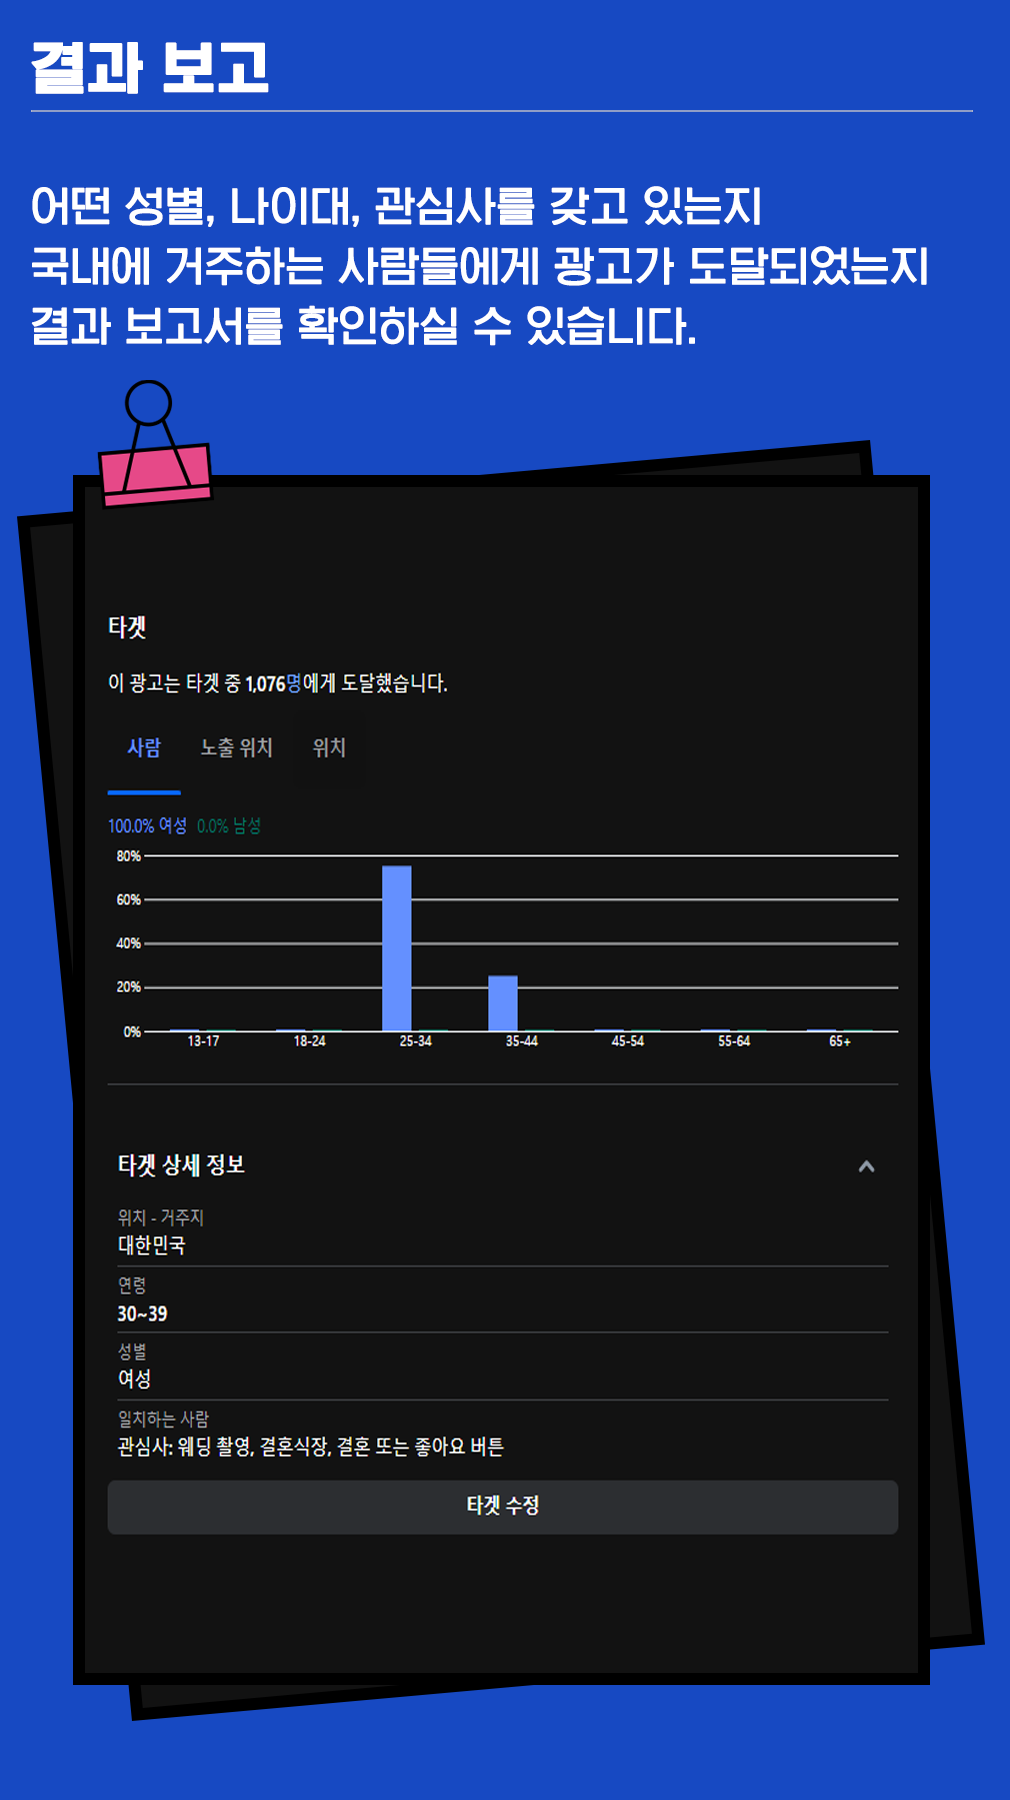 결과 보고
어떤 성별, 나이대, 관심사를 갖고 있는지
국내에 거주하는 사람들에게 광고가 도달되었는지
결과 보고서를 확인하실 수 있습니다.
타겟
이 광고는 타겟 중 1,076명에게 도달했습니다.
사람 노출 위치 위치
100.0% 여성 0.0% 남성
80%
60%
40%
20%
0%
13-17 18-24 25-34 35-44 45-54 55-64 65+
타겟 상세 정보
위치 - 거주지
대한민국
연령
30~39
성별
여성
일치하는 사람
관심사: 웨딩 촬영, 결혼식장, 결혼 또는 좋아요 버튼
타겟 수정